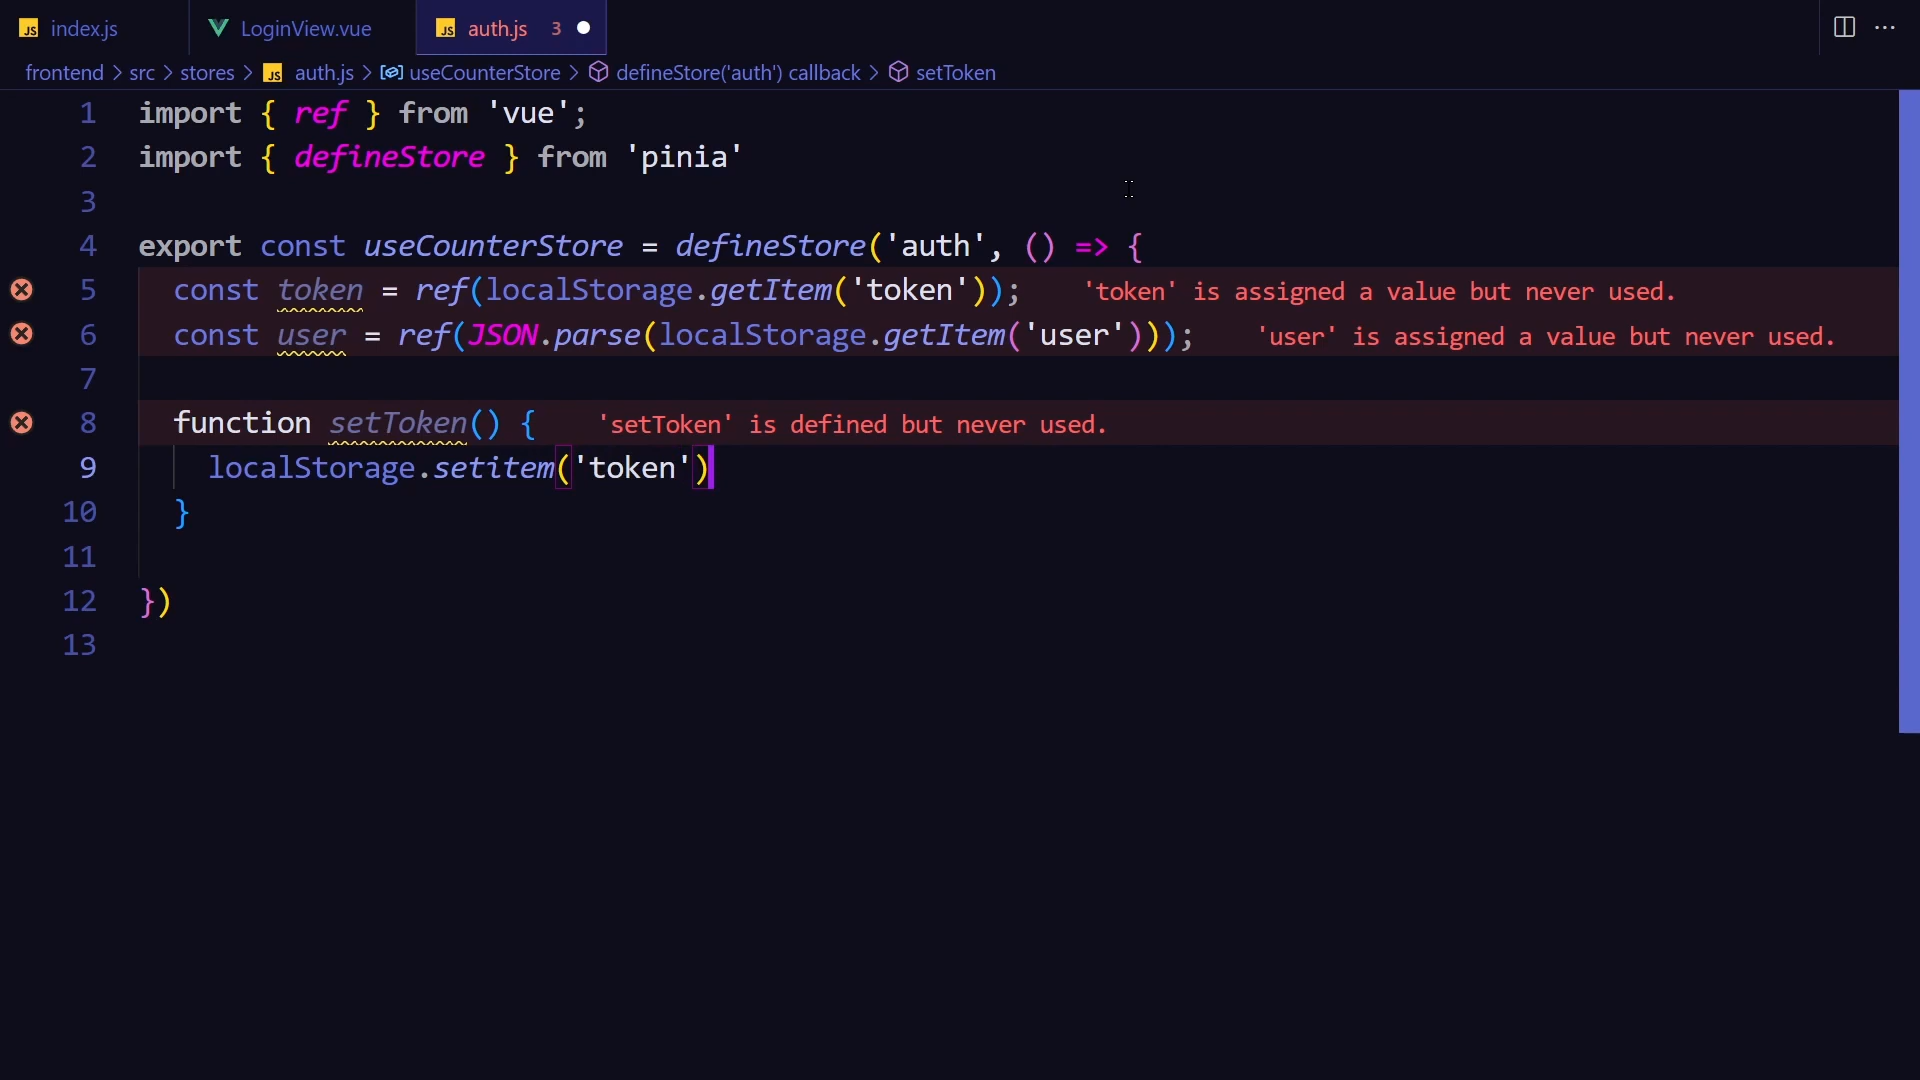 JS index.js LoginView.vue JS auth.js 3 ···
frontend > src > stores > JS auth.js > useCounterStore > defineStore('auth') callback > setToken
1 import { ref } from 'vue';
2 import { defineStore } from 'pinia'
3
4 export const useCounterStore = defineStore('auth', () => {
5 const token = ref(localStorage.getItem('token')); 'token' is assigned a value but never used.
6 const user = ref(JSON.parse(localStorage.getItem('user'))); 'user' is assigned a value but never used.
7
8 function setToken() { 'setToken' is defined but never used.
9 localStorage.setitem('token')
10 }
11
12 })
13